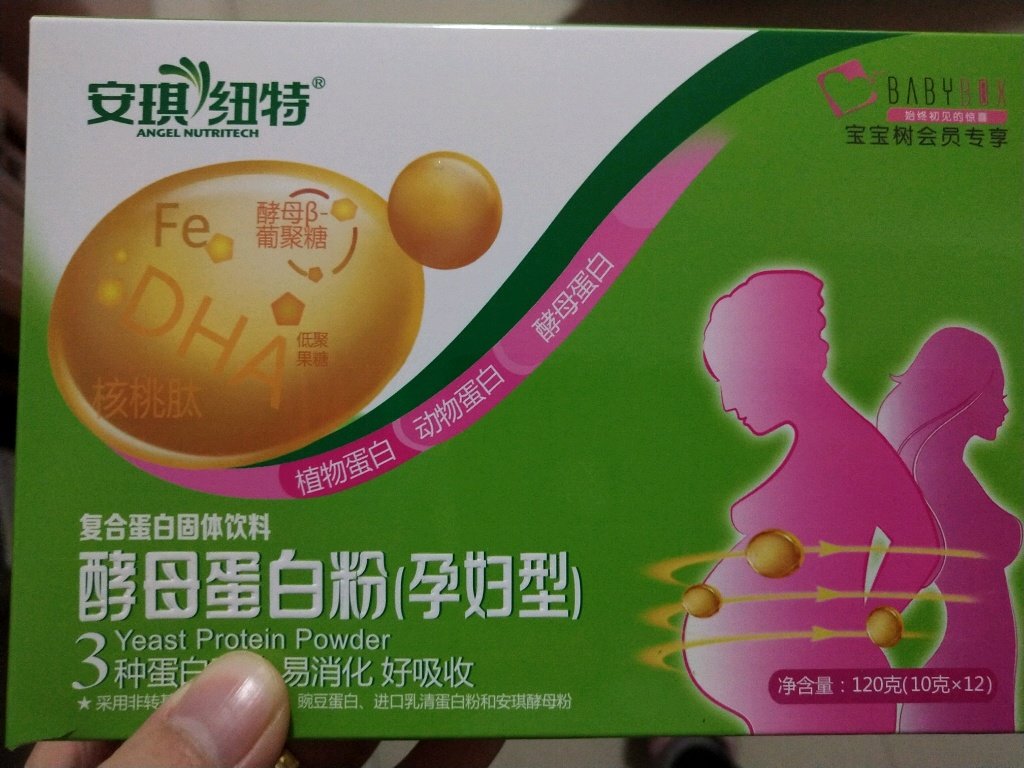 安琪纽特®
ANGEL NUTRITECH
BABYBOX
始终初见的惊喜
宝宝树会员专享
Fe
酵母β-
葡聚糖
DHA
低聚
果糖
核桃肽
酵母蛋白
动物蛋白
植物蛋白
复合蛋白固体饮料
酵母蛋白粉(孕妇型)
Yeast Protein Powder
3种蛋白 易消化 好吸收
★采用非转 豌豆蛋白、进口乳清蛋白粉和安琪酵母粉
净含量：120克(10克×12)